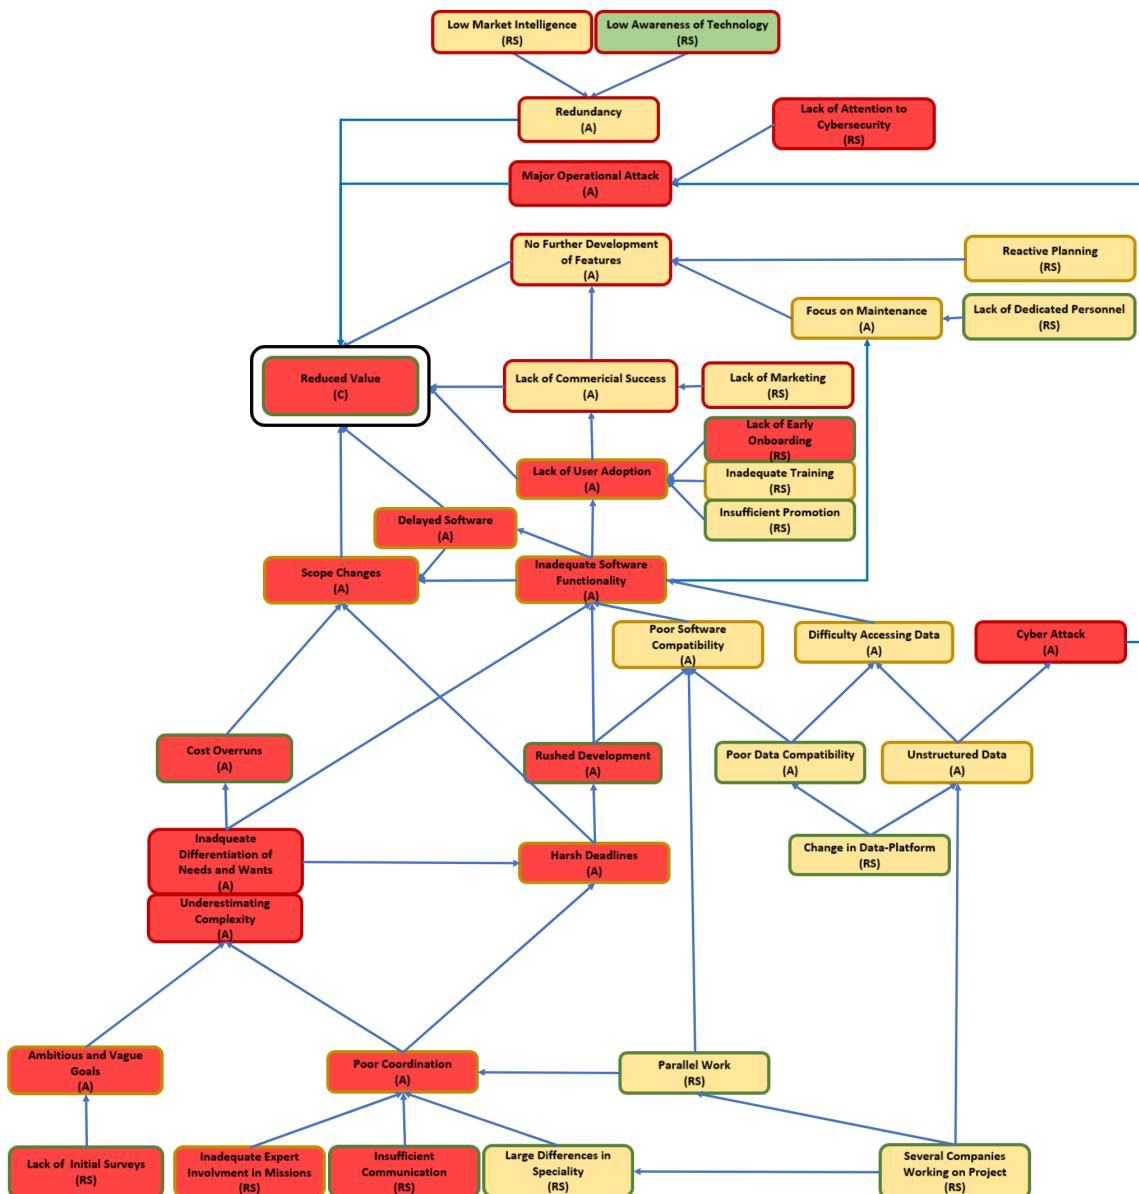 Low Market Intelligence
(RS)
Low Awareness of Technology
(RS)
Redundancy
(A)
Lack of Attention to
Cybersecurity
(RS)
Major Operational Attack
(A)
No Further Development
of Features
(A)
Reactive Planning
(RS)
Focus on Maintenance
(A)
Lack of Dedicated Personnel
(RS)
Reduced Value
(C)
Lack of Commericial Success
(A)
Lack of Marketing
(RS)
Lack of Early
Onboarding
(RS)
Lack of User Adoption
(A)
Inadequate Training
(RS)
Insufficient Promotion
(RS)
Delayed Software
(A)
Scope Changes
(A)
Inadequate Software
Functionality
(A)
Poor Software
Compatibility
(A)
Difficulty Accessing Data
(A)
Cyber Attack
(A)
Cost Overruns
(A)
Rushed Development
(A)
Poor Data Compatibility
(A)
Unstructured Data
(A)
Inadqueate
Differentiation of
Needs and Wants
(A)
Harsh Deadlines
(A)
Change in Data-Platform
(RS)
Underestimating
Complexity
(A)
Ambitious and Vague
Goals
(A)
Poor Coordination
(A)
Parallel Work
(RS)
Lack of Initial Surveys
(RS)
Inadequate Expert
Involvment in Missions
(RS)
Insufficient
Communication
(RS)
Large Differences in
Speciality
(RS)
Several Companies
Working on Project
(RS)